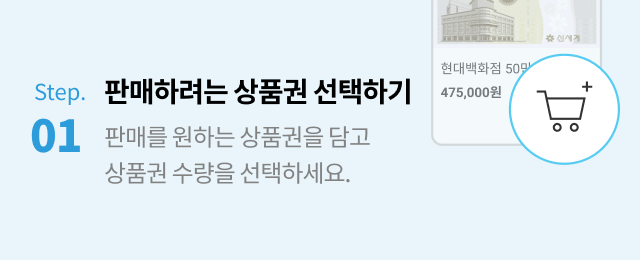 신세계
현대백화점 50만
475,000원
Step.
01
판매하려는 상품권 선택하기
판매를 원하는 상품권을 담고
상품권 수량을 선택하세요.